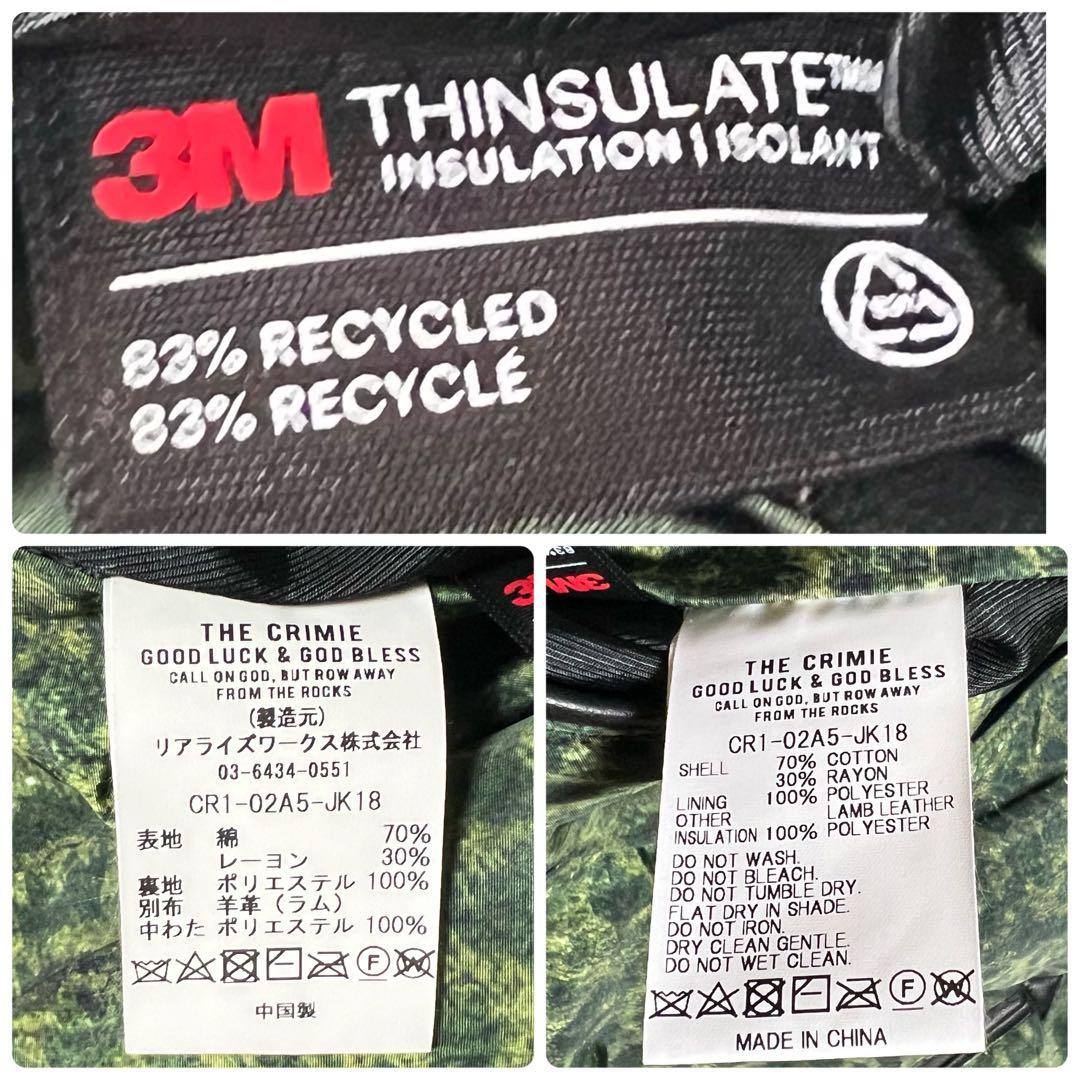 3M THINSULATE™
INSULATION | ISOLANT
83% RECYCLED
83% RECYCLÉ
THE CRIMIE
GOOD LUCK & GOD BLESS
CALL ON GOD, BUT ROW AWAY
FROM THE ROCKS
(製造元)
リアライズワークス株式会社
03-6434-0551
CR1-02A5-JK18
表地 綿 70%
レーヨン 30%
裏地 ポリエステル 100%
別布 羊革(ラム)
中わた ポリエステル 100%
F W
中国製
3M
THE CRIMIE
GOOD LUCK & GOD BLESS
CALL ON GOD, BUT ROW AWAY
FROM THE ROCKS
CR1-02A5-JK18
SHELL 70% COTTON
30% RAYON
LINING 100% POLYESTER
OTHER LAMB LEATHER
INSULATION 100% POLYESTER
DO NOT WASH.
DO NOT BLEACH.
DO NOT TUMBLE DRY.
FLAT DRY IN SHADE.
DO NOT IRON.
DRY CLEAN GENTLE.
DO NOT WET CLEAN.
F W
MADE IN CHINA